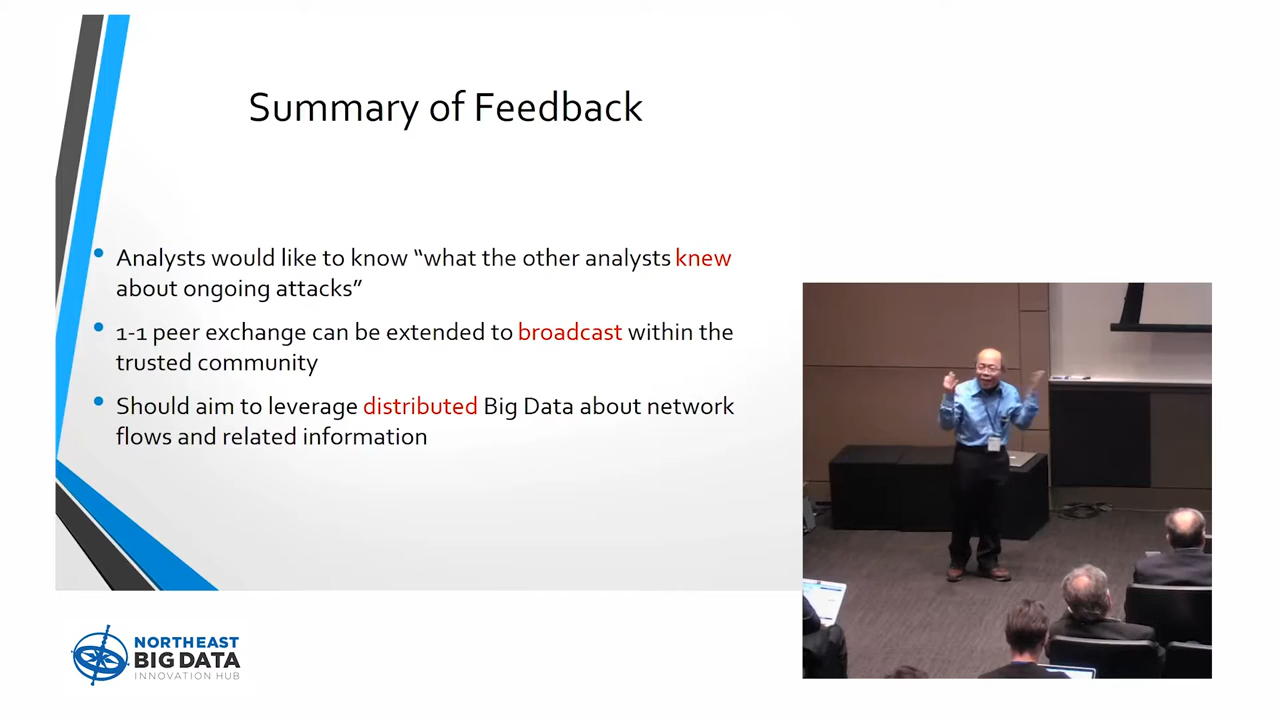 Summary of Feedback
Analysts would like to know “what the other analysts knew
about ongoing attacks”
1-1 peer exchange can be extended to broadcast within the
trusted community
Should aim to leverage distributed Big Data about network
flows and related information
NORTHEAST
BIG DATA
INNOVATION HUB